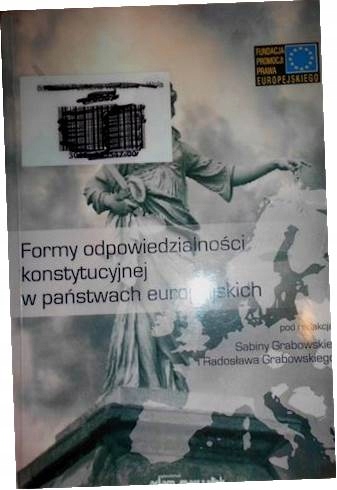 FUNDACJA
PROMOCJA
PRAWA
EUROPEJSKIEGO
Formy odpowiedzialności
konstytucyjnej
w państwach europejskich
pod redakcją
Sabiny Grabowskiej
i Radosława Grabowskiego